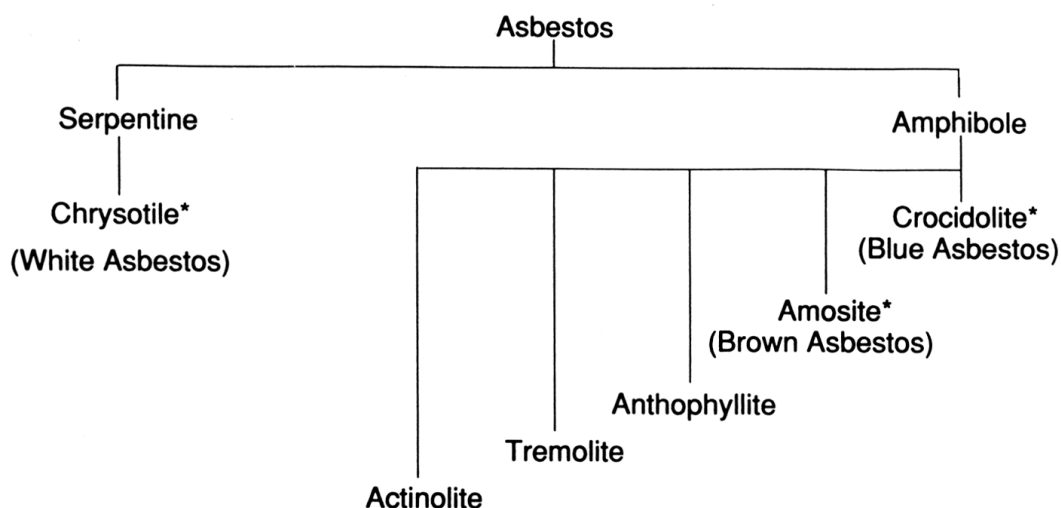 Asbestos
Serpentine
Amphibole
Chrysotile*
(White Asbestos)
Crocidolite*
(Blue Asbestos)
Amosite*
(Brown Asbestos)
Anthophyllite
Tremolite
Actinolite